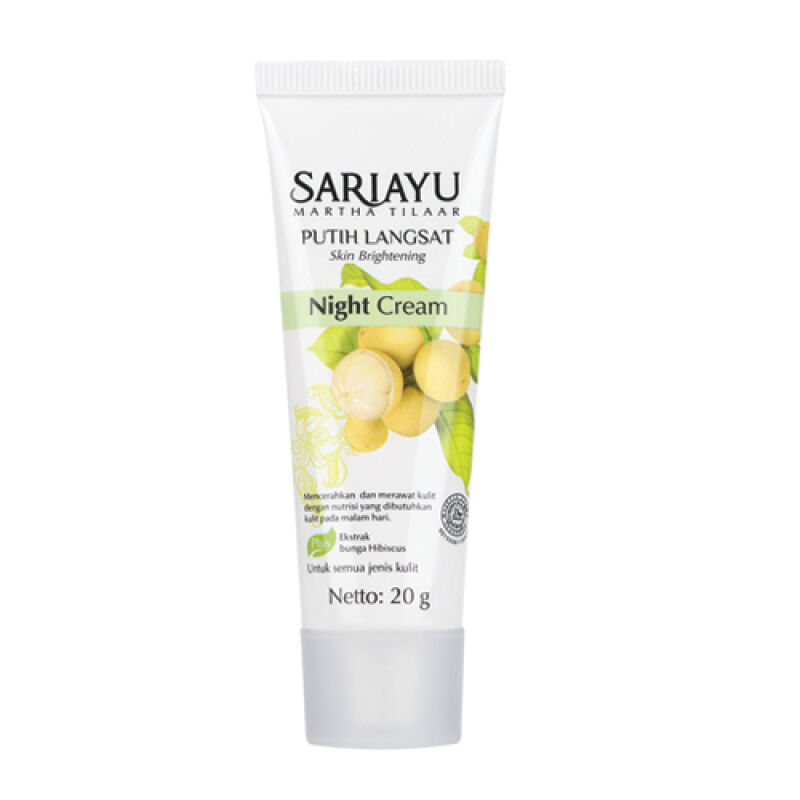 SARIAYU
MARTHA TILAAR
PUTIH LANGSAT
Skin Brightening
Night Cream
Mencerahkan dan merawat kulit
dengan nutrisi yang dibutuhkan
kulit pada malam hari.
Plus
Ekstrak
bunga Hibiscus
Untuk semua jenis kulit
Netto: 20 g